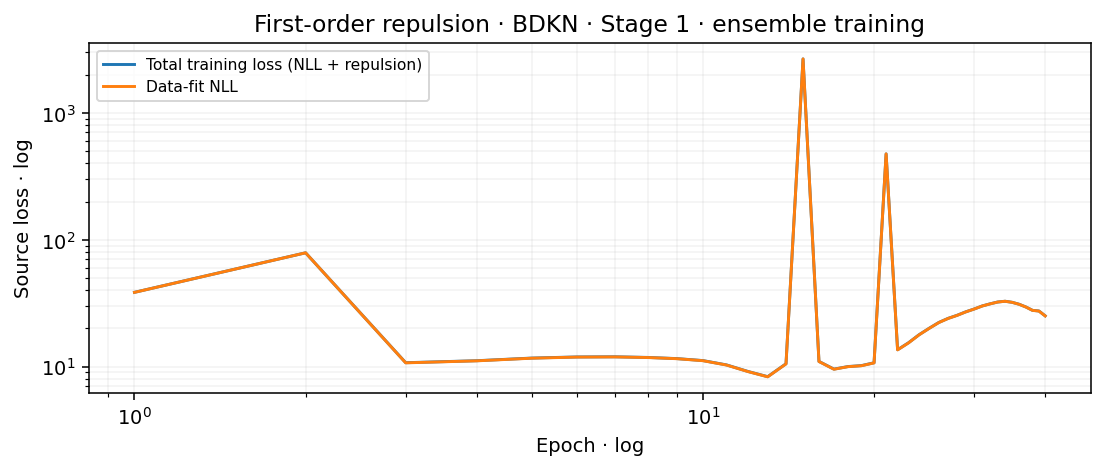 First-order repulsion · BDKN · Stage 1 · ensemble training
Total training loss (NLL + repulsion)
Data-fit NLL
Source loss · log
10³
10²
10¹
10⁰
10¹
Epoch · log